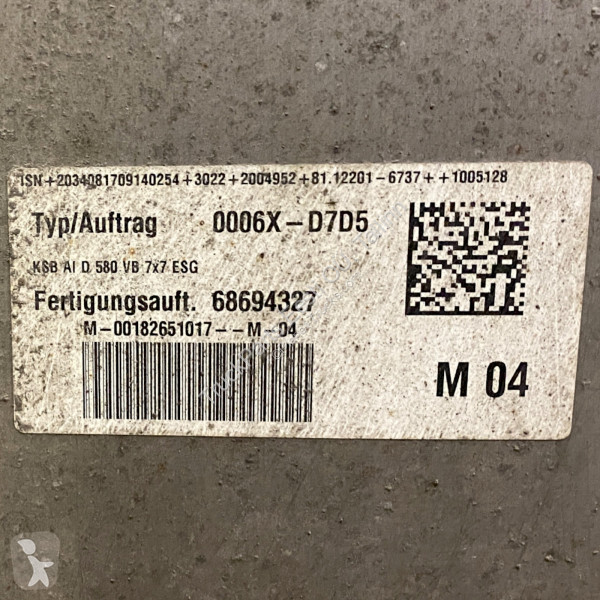 ISN+2034081709140254+3022+2004952+81.12201-6737++1005128
Typ/Auftrag 0006X-D7D5
KSB Al D 580 VB 7x7 ESG
Fertigungsauft. 68694327
M-00182651017--M-04
M 04